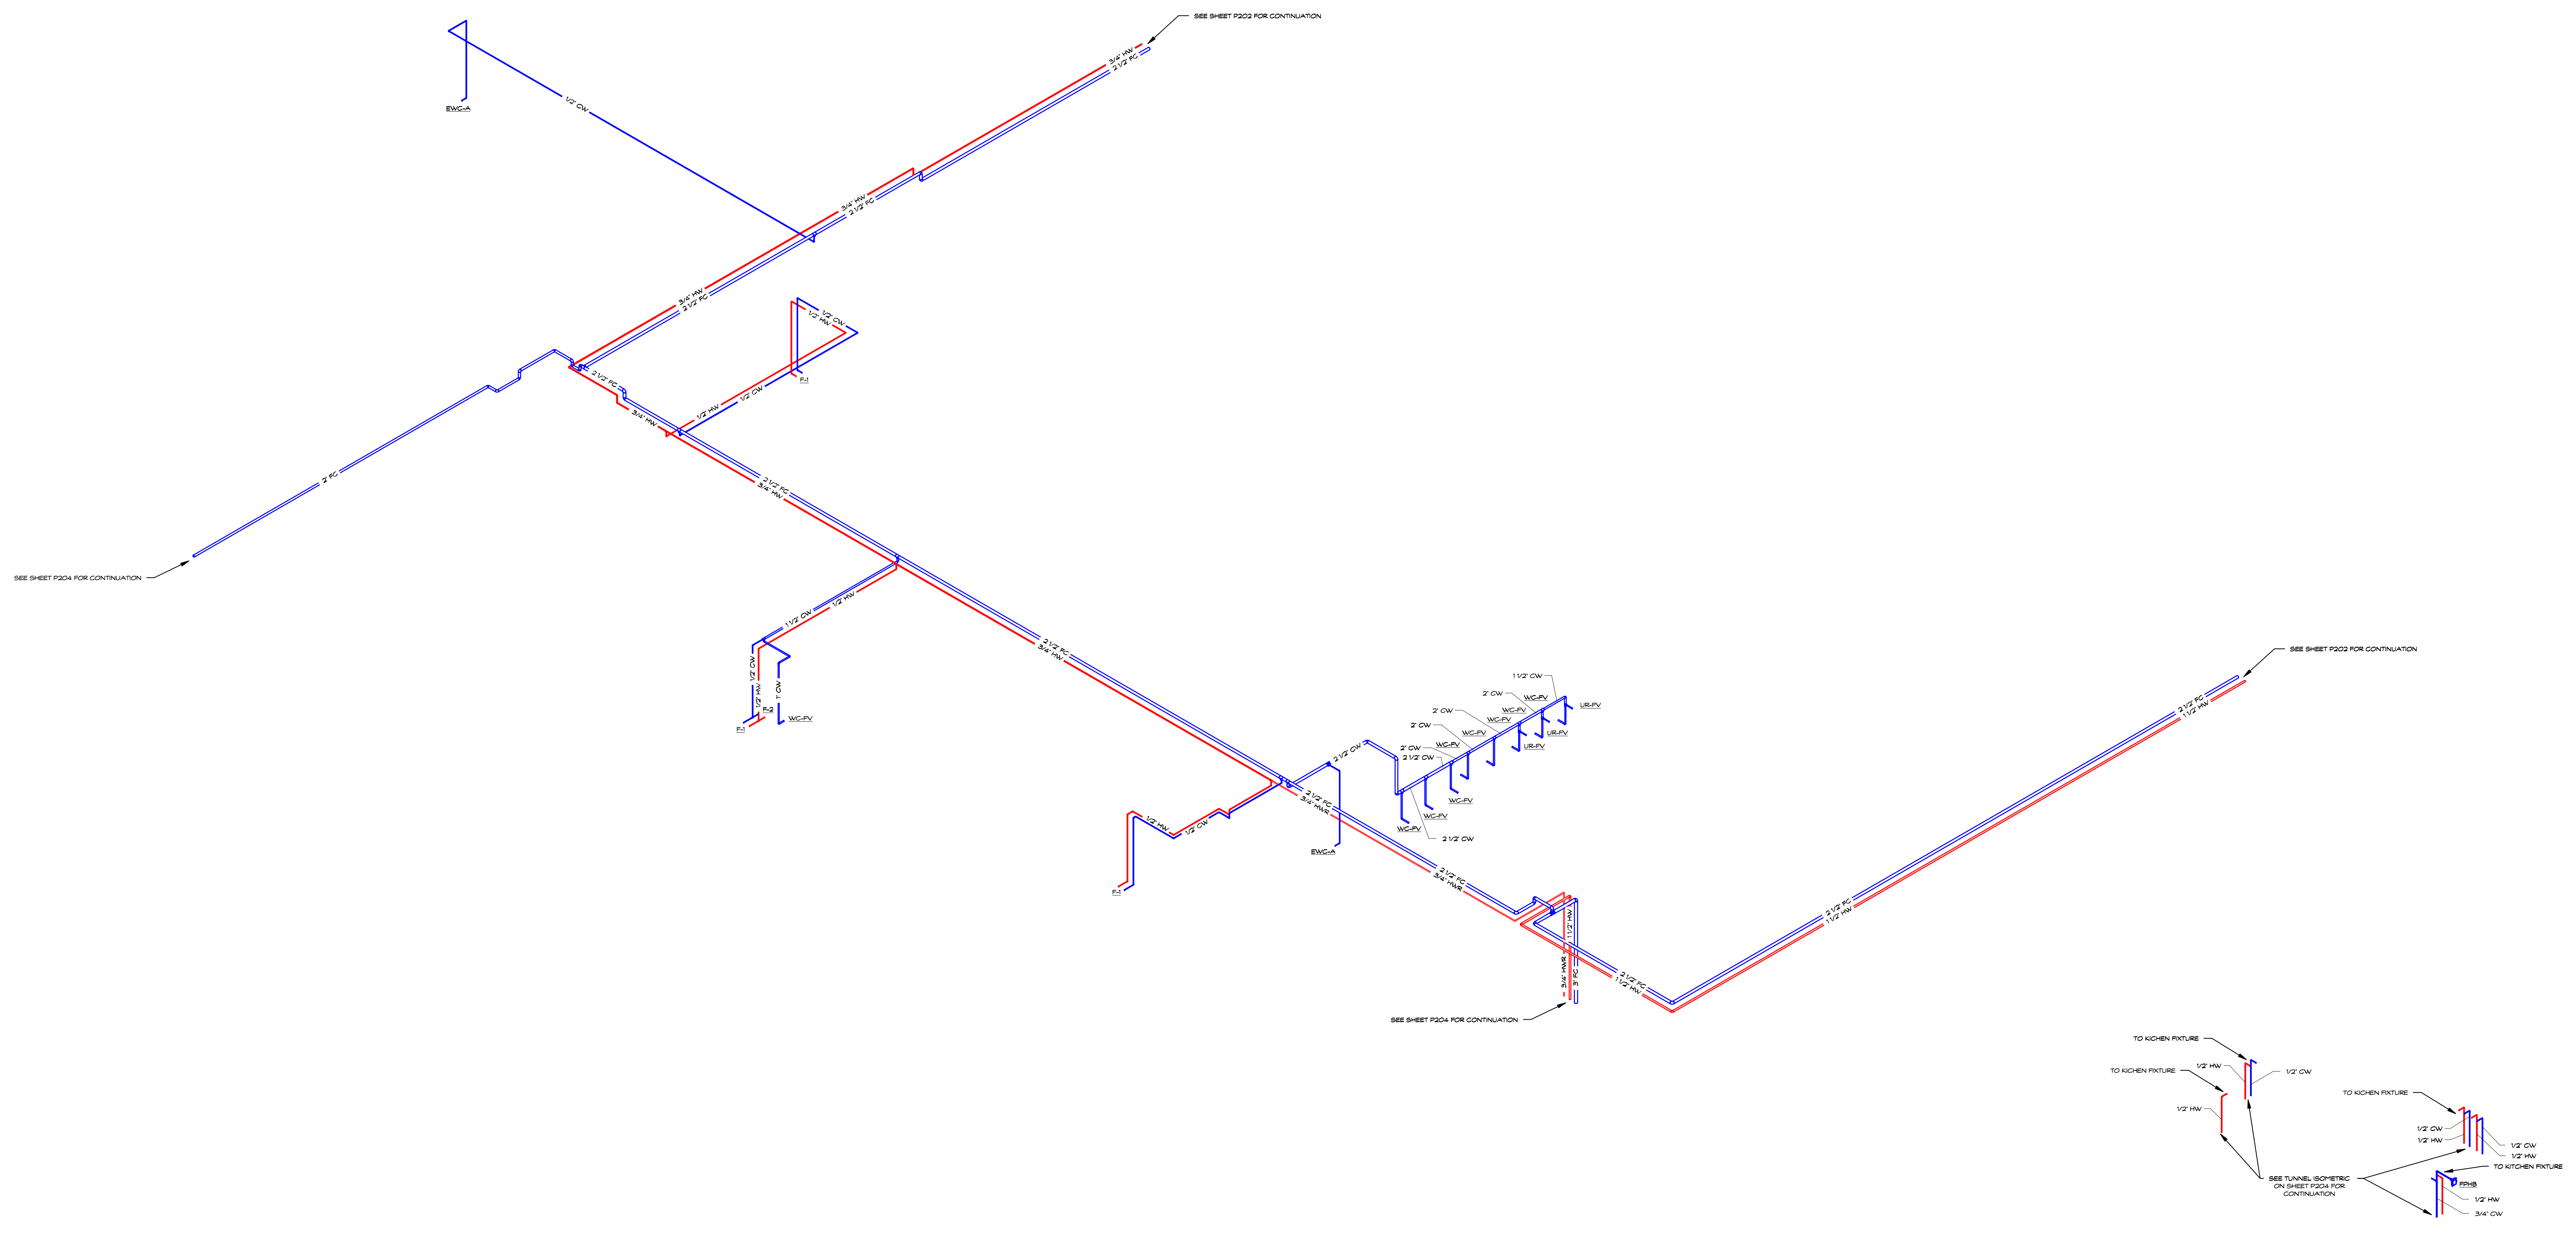 SEE SHEET P202 FOR CONTINUATION
3/4" HW
2 1/2" FC
EWC-A
1/2" CW
3/4" HW
2 1/2" FC
3/4" HW
2 1/2" FC
1/2" CW
1/2" HW
F-1
2 1/2" FC
3/4" HW
1/2" HW
1/2" CW
2" FC
2 1/2" FC
3/4" HW
SEE SHEET P204 FOR CONTINUATION
1 1/2" CW
1/2" HW
1/2" CW
1/2" HW
1" CW
F-2
WC-FV
F-1
2 1/2" FC
3/4" HW
SEE SHEET P202 FOR CONTINUATION
1 1/2" CW
2" CW
WC-FV
UR-FV
2" CW
WC-FV
WC-FV
2" CW
WC-FV
UR-FV
WC-FV
UR-FV
2" CW
2 1/2" CW
2 1/2" CW
WC-FV
WC-FV
WC-FV
2 1/2" CW
2 1/2" FC
1 1/2" HW
2 1/2" FC
3/4" HWR
1/2" HW
1/2" CW
EWC-A
F-1
2 1/2" FC
3/4" HWR
2 1/2" FC
1 1/2" HW
1 1/2" HW
3/4" HWR
3" FC
2 1/2" FC
1 1/2" HW
SEE SHEET P204 FOR CONTINUATION
TO KICHEN FIXTURE
1/2" HW
1/2" CW
TO KICHEN FIXTURE
1/2" HW
TO KICHEN FIXTURE
1/2" CW
1/2" HW
1/2" CW
1/2" HW
TO KITCHEN FIXTURE
SEE TUNNEL ISOMETRIC
ON SHEET P204 FOR
CONTINUATION
FPHB
1/2" HW
3/4" CW